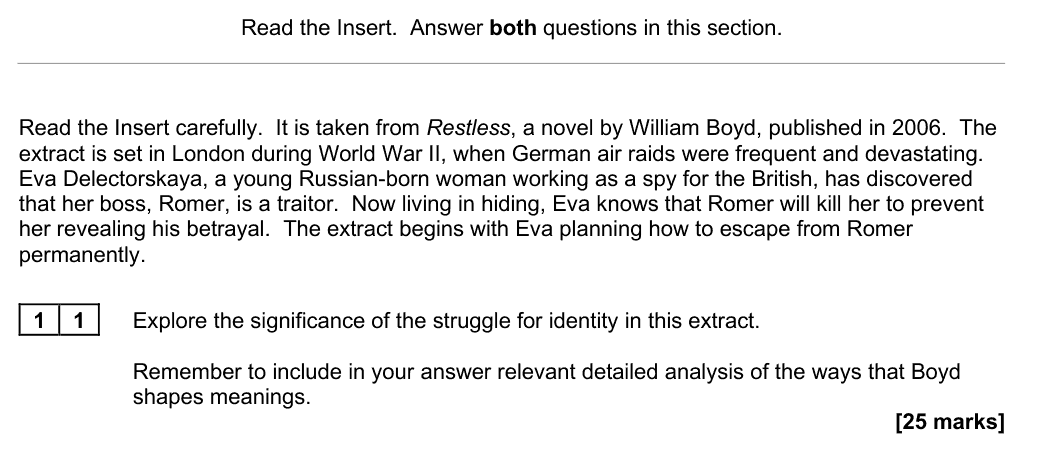 Read the Insert. Answer both questions in this section.
Read the Insert carefully. It is taken from Restless, a novel by William Boyd, published in 2006. The
extract is set in London during World War II, when German air raids were frequent and devastating.
Eva Delectorskaya, a young Russian-born woman working as a spy for the British, has discovered
that her boss, Romer, is a traitor. Now living in hiding, Eva knows that Romer will kill her to prevent
her revealing his betrayal. The extract begins with Eva planning how to escape from Romer
permanently.
1 1 Explore the significance of the struggle for identity in this extract.
Remember to include in your answer relevant detailed analysis of the ways that Boyd
shapes meanings.
[25 marks]